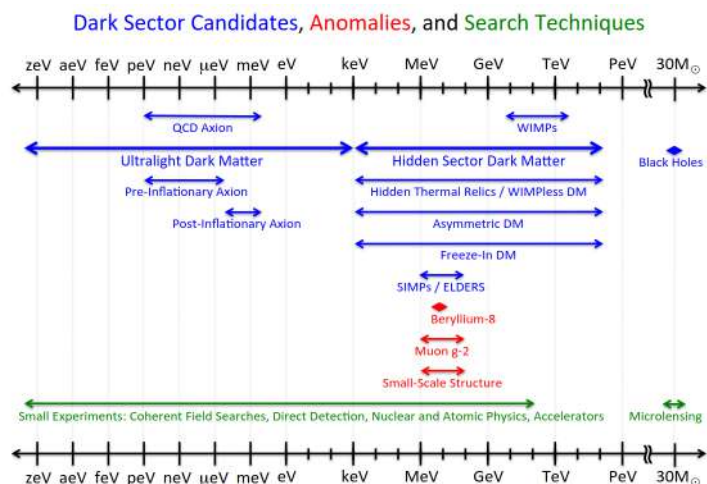 Dark Sector Candidates, Anomalies, and Search Techniques
zeV aeV feV peV neV μeV meV eV keV MeV GeV TeV PeV 30M☉
QCD Axion WIMPs
Ultralight Dark Matter Hidden Sector Dark Matter Black Holes
Pre-Inflationary Axion Hidden Thermal Relics / WIMPless DM
Post-Inflationary Axion Asymmetric DM
Freeze-In DM
SIMPs / ELDERS
Beryllium-8
Muon g-2
Small-Scale Structure
Small Experiments: Coherent Field Searches, Direct Detection, Nuclear and Atomic Physics, Accelerators Microlensing
zeV aeV feV peV neV μeV meV eV keV MeV GeV TeV PeV 30M☉